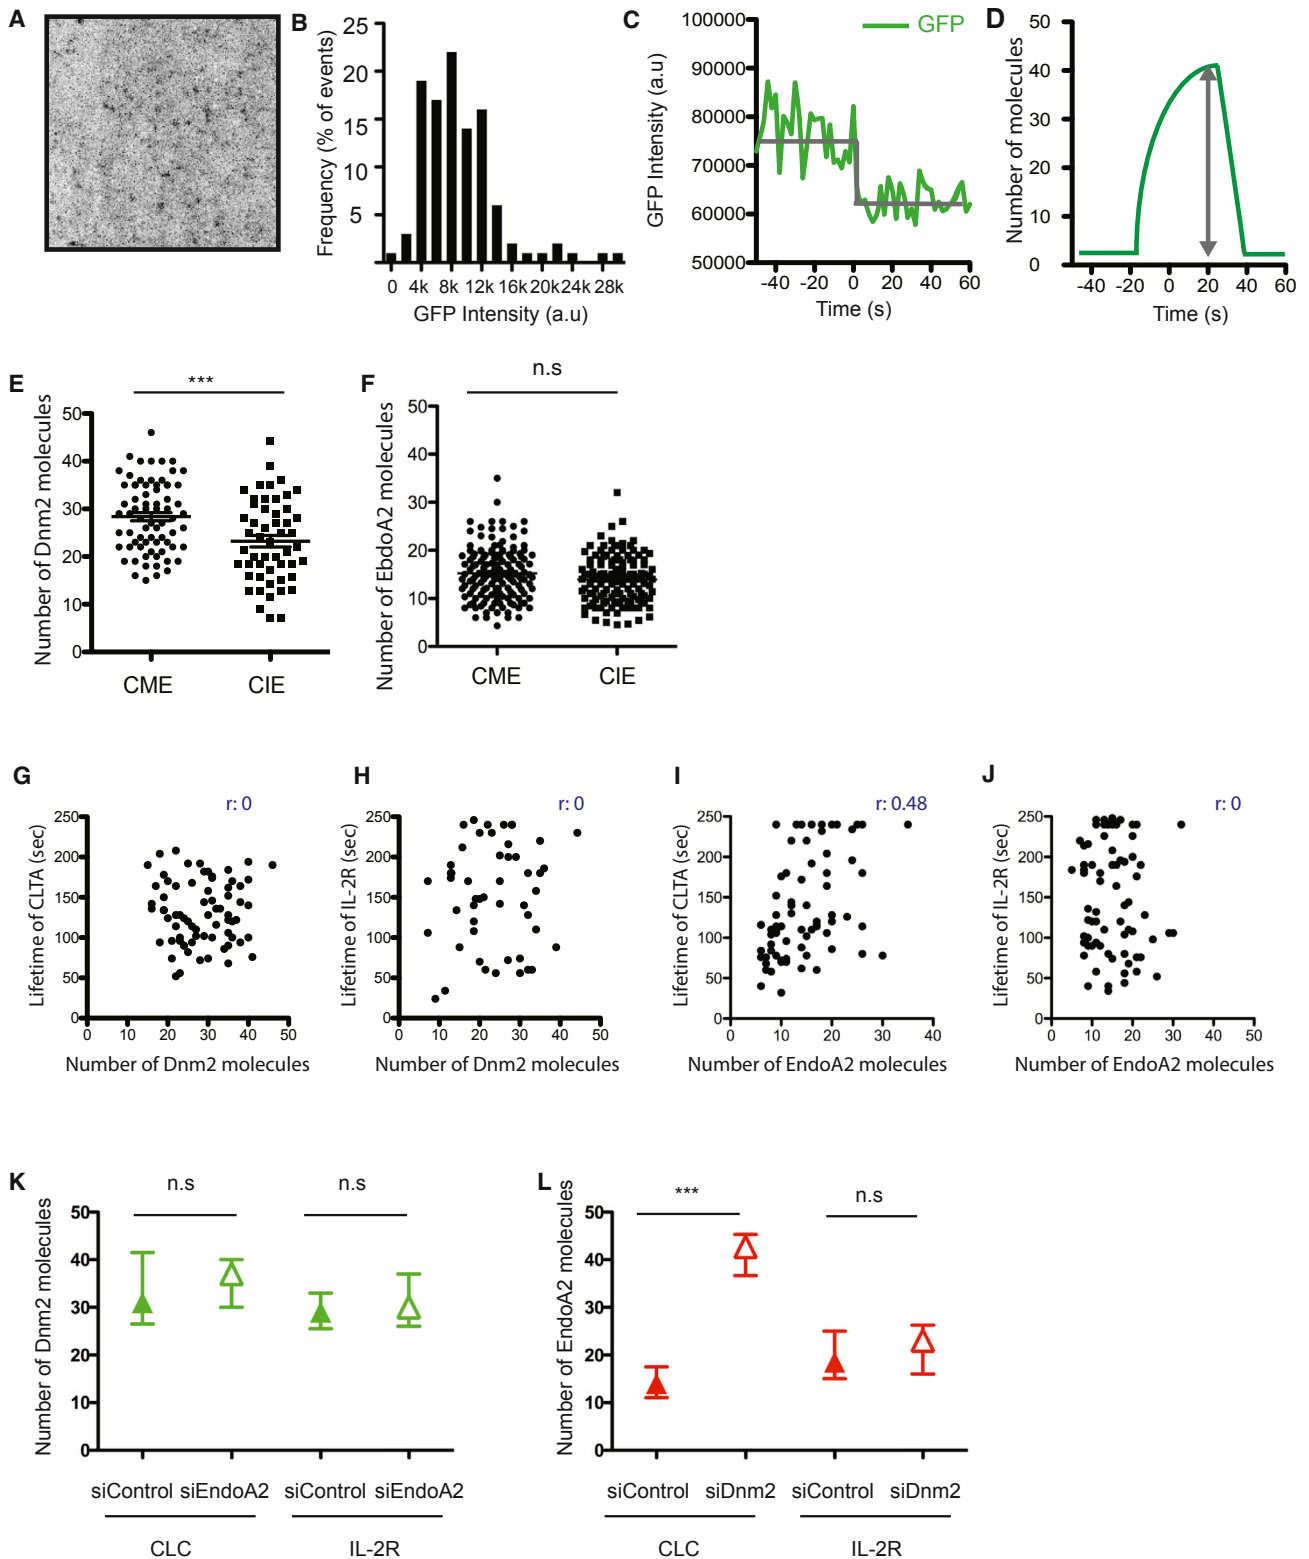 A
B
Frequency (% of events)
25
20
15
10
5
0 4k 8k 12k 16k 20k 24k 28k
GFP Intensity (a.u)
C
GFP
GFP Intensity (a.u)
100000
90000
80000
70000
60000
50000
-40 -20 0 20 40 60
Time (s)
D
Number of molecules
50
40
30
20
10
0
-40 -20 0 20 40 60
Time (s)
E
***
Number of Dnm2 molecules
50
40
30
20
10
0
CME CIE
F
n.s
Number of EbdoA2 molecules
50
40
30
20
10
0
CME CIE
G
r: 0
Lifetime of CLTA (sec)
250
200
150
100
50
0
0 10 20 30 40 50
Number of Dnm2 molecules
H
r: 0
Lifetime of IL-2R (sec)
250
200
150
100
50
0
0 10 20 30 40 50
Number of Dnm2 molecules
I
r: 0.48
Lifetime of CLTA (sec)
250
200
150
100
50
0
0 10 20 30 40
Number of EndoA2 molecules
J
r: 0
Lifetime of IL-2R (sec)
250
200
150
100
50
0
0 10 20 30 40 50
Number of EndoA2 molecules
K
n.s n.s
Number of Dnm2 molecules
50
40
30
20
10
0
siControl siEndoA2 siControl siEndoA2
CLC IL-2R
L
*** n.s
Number of EndoA2 molecules
50
40
30
20
10
0
siControl siDnm2 siControl siDnm2
CLC IL-2R